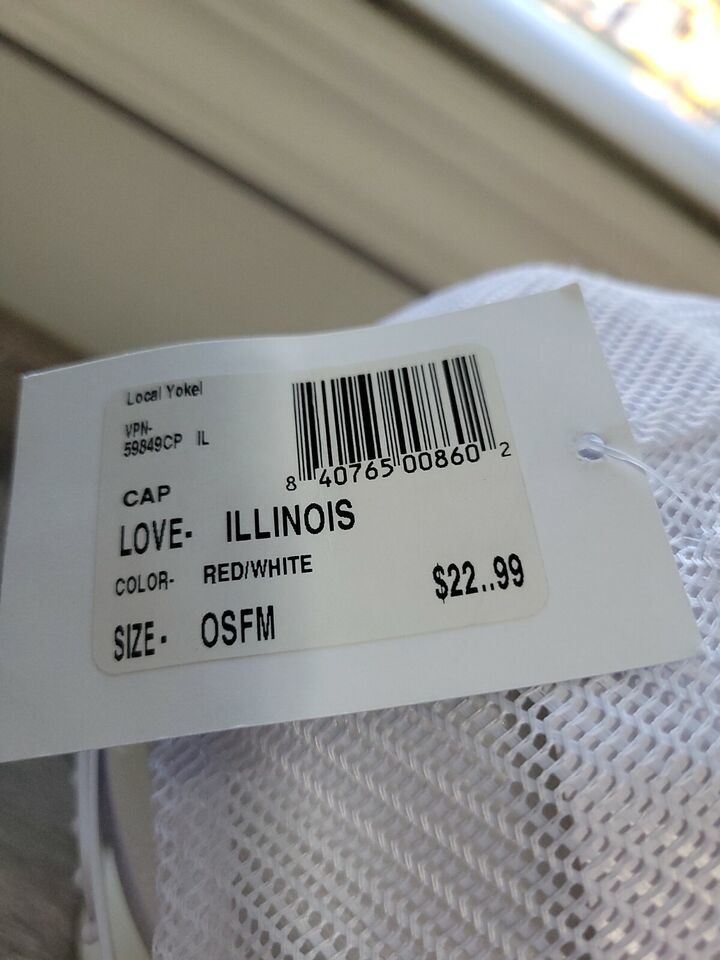 Local Yokel
VPN-
59849CP IL
8 40765 00860 2
CAP
LOVE- ILLINOIS
COLOR- RED/WHITE
$22..99
SIZE- OSFM